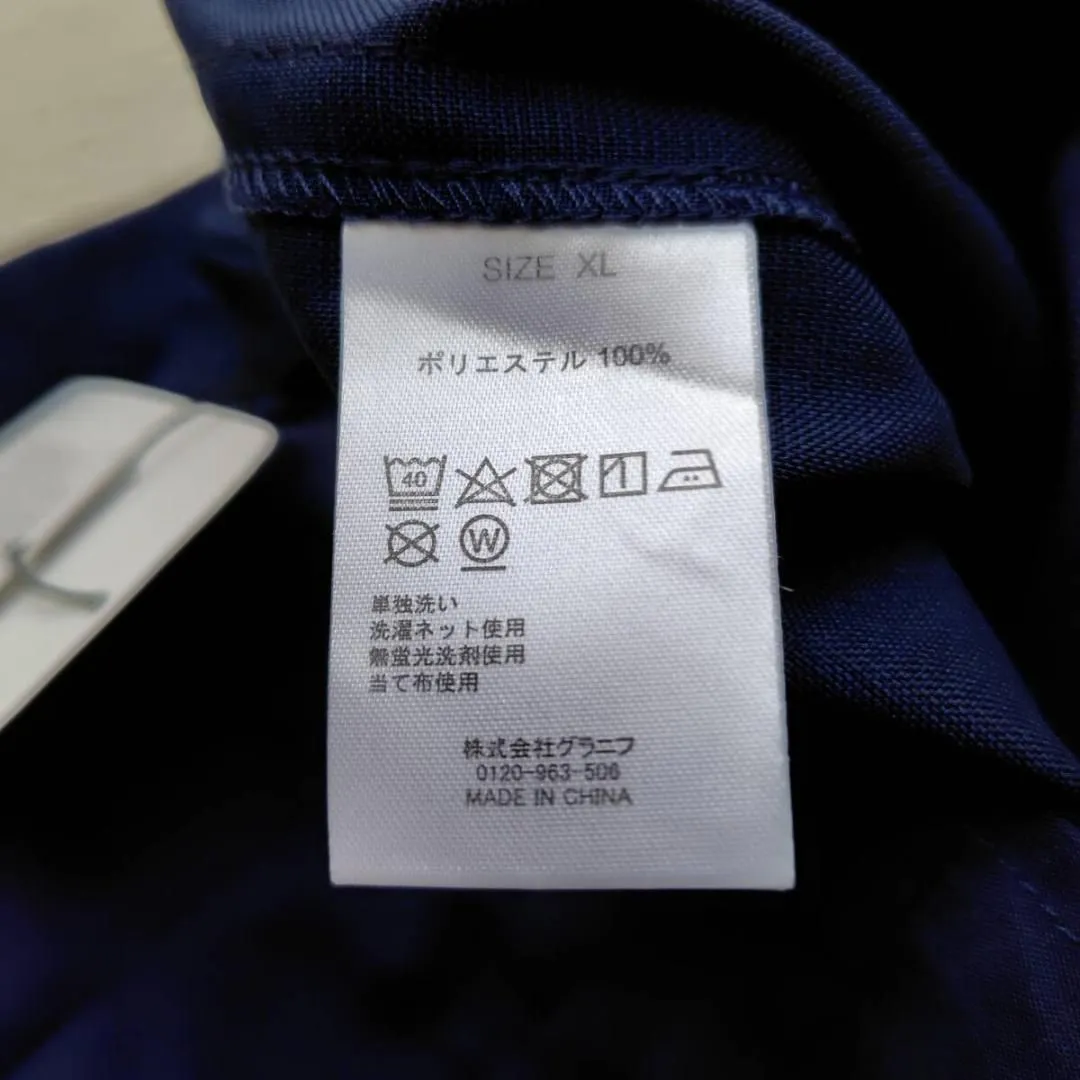 SIZE XL
ポリエステル 100%
40
W
単独洗い
洗濯ネット使用
無蛍光洗剤使用
当て布使用
株式会社グラニフ
0120-963-506
MADE IN CHINA